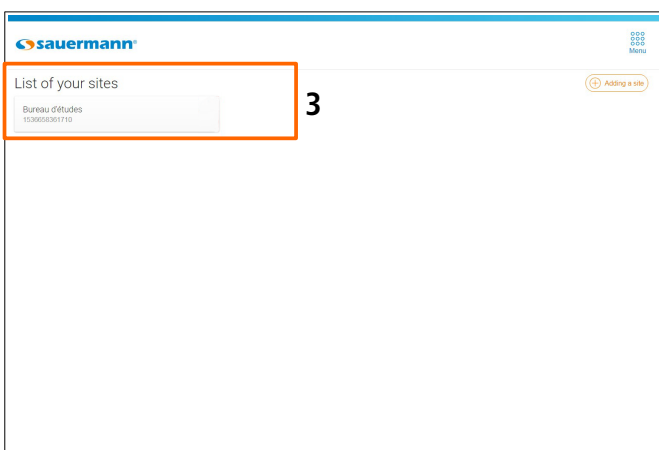 sauermann®
Menu
List of your sites
Adding a site
Bureau d'études
1536658361710
3